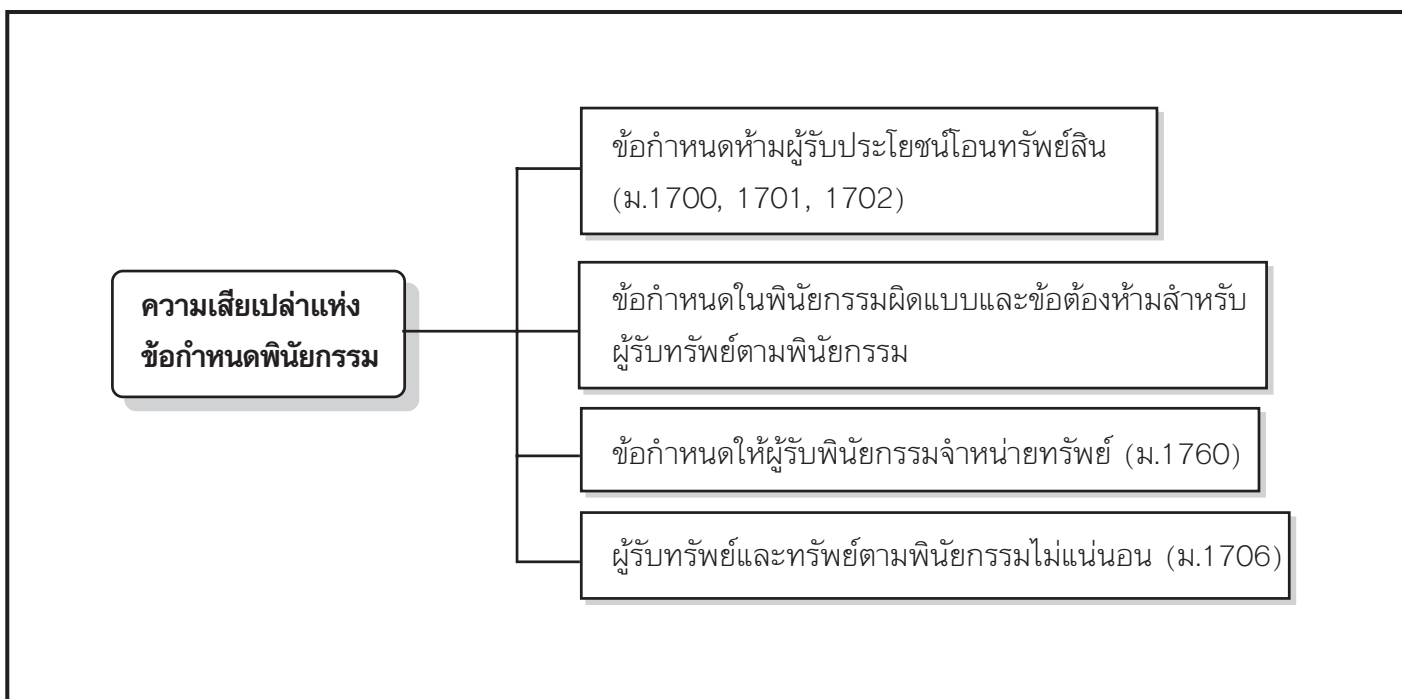 ความเสียเปล่าแห่ง
ข้อกำหนดพินัยกรรม
ข้อกำหนดห้ามผู้รับประโยชน์โอนทรัพย์สิน
(ม.1700, 1701, 1702)
ข้อกำหนดในพินัยกรรมผิดแบบและข้อต้องห้ามสำหรับ
ผู้รับทรัพย์ตามพินัยกรรม
ข้อกำหนดให้ผู้รับพินัยกรรมจำหน่ายทรัพย์ (ม.1760)
ผู้รับทรัพย์และทรัพย์ตามพินัยกรรมไม่แน่นอน (ม.1706)